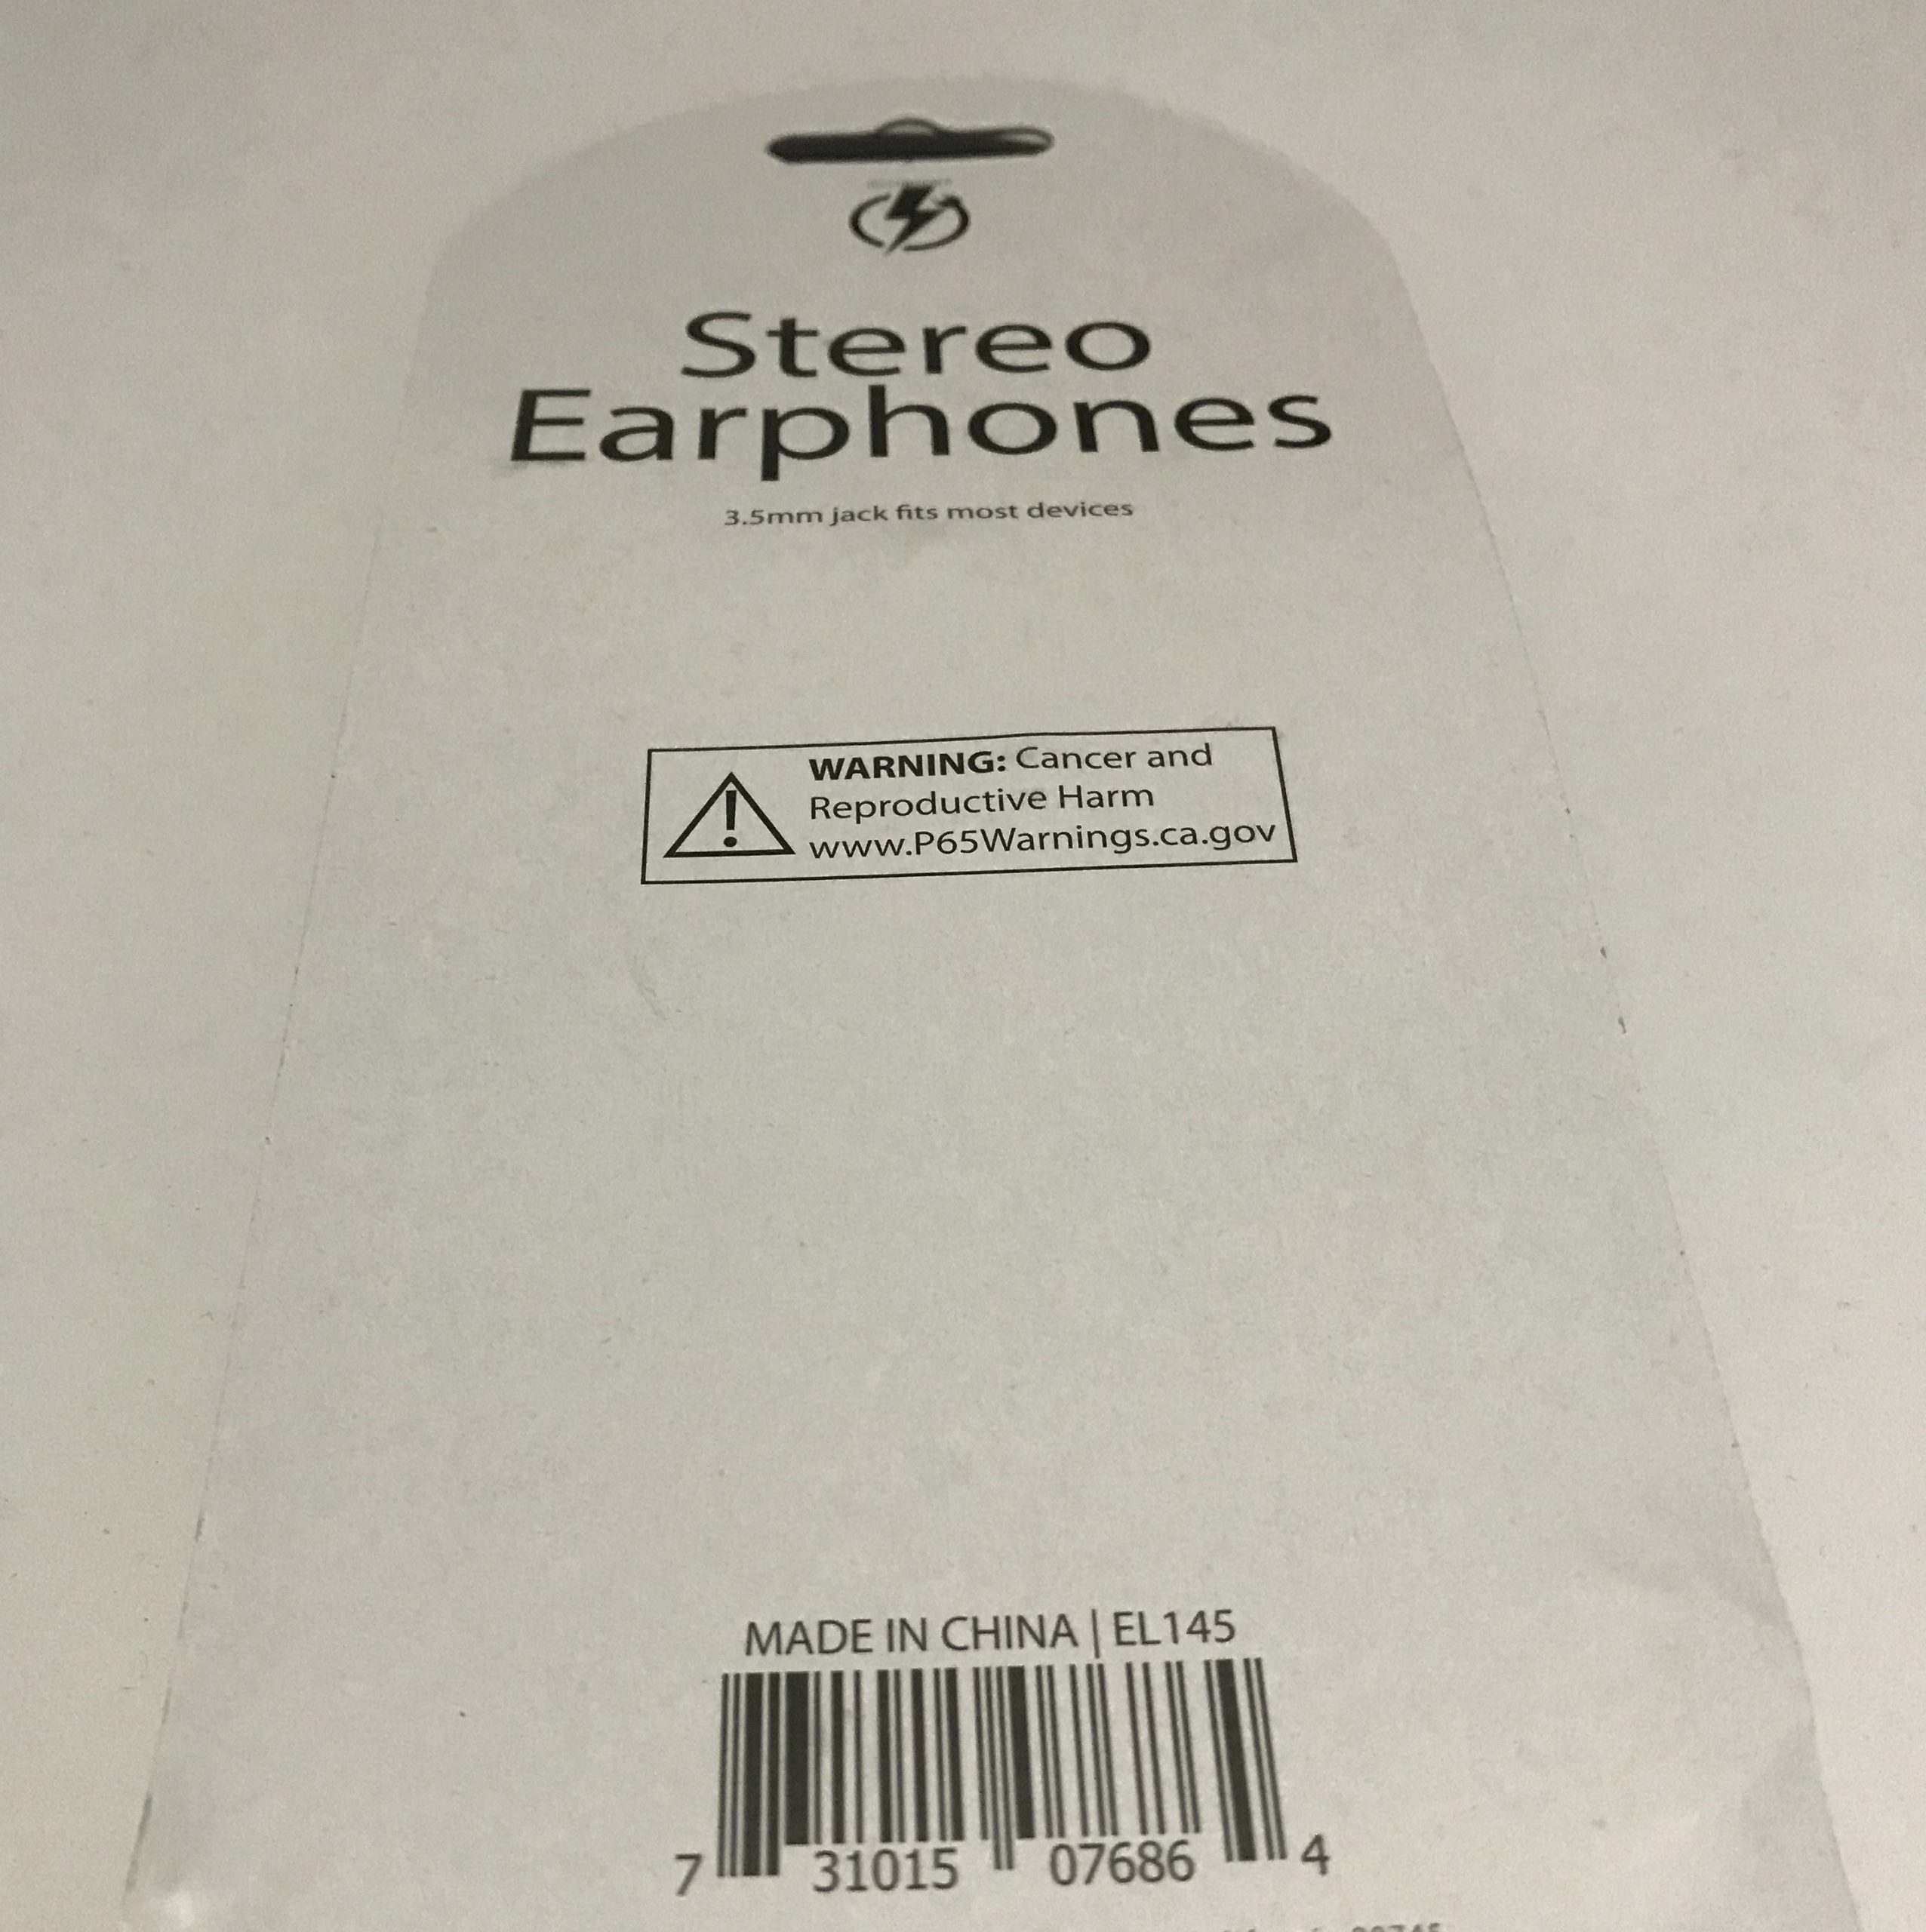 Stereo
Earphones
3.5mm jack fits most devices
WARNING: Cancer and
Reproductive Harm
www.P65Warnings.ca.gov
MADE IN CHINA | EL145
7 31015 07686 4